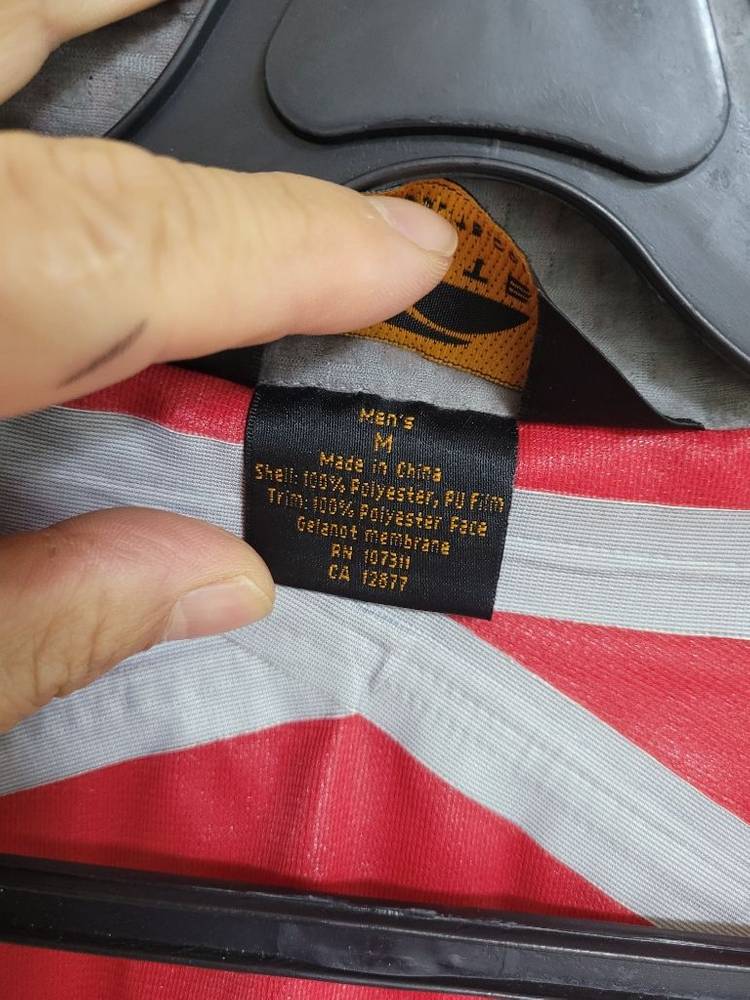 Men's
M
Made in China
Shell: 100% Polyester, PU Film
Trim: 100% Polyester Face
Gelanot membrane
RN 107311
CA 12877